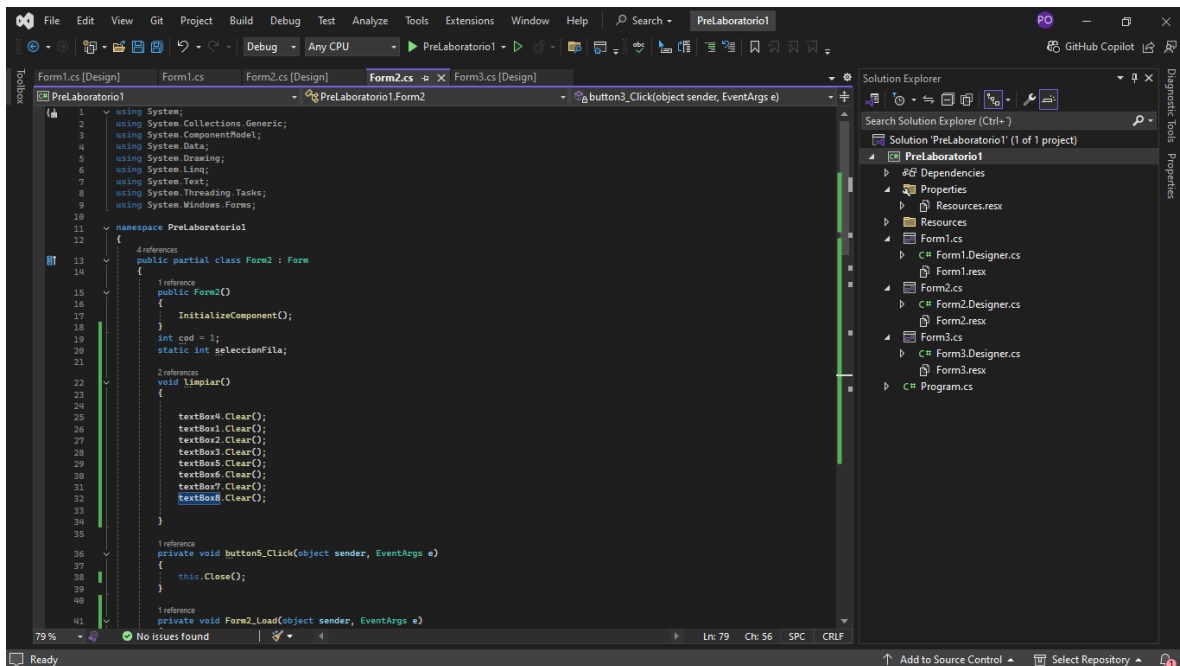 File Edit View Git Project Build Debug Test Analyze Tools Extensions Window Help Search PreLaboratorio1 PO
Debug Any CPU PreLaboratorio1 GitHub Copilot
Toolbox
Form1.cs [Design] Form1.cs Form2.cs [Design] Form2.cs Form3.cs [Design]
PreLaboratorio1 PreLaboratorio1.Form2 button3_Click(object sender, EventArgs e)
1 using System;
2 using System.Collections.Generic;
3 using System.ComponentModel;
4 using System.Data;
5 using System.Drawing;
6 using System.Linq;
7 using System.Text;
8 using System.Threading.Tasks;
9 using System.Windows.Forms;
10
11 namespace PreLaboratorio1
12 {
4 references
13 public partial class Form2 : Form
14 {
1 reference
15 public Form2()
16 {
17 InitializeComponent();
18 }
19 int cod = 1;
20 static int seleccionFila;
21
2 references
22 void limpiar()
23 {
24
25 textBox4.Clear();
26 textBox1.Clear();
27 textBox2.Clear();
28 textBox3.Clear();
29 textBox5.Clear();
30 textBox6.Clear();
31 textBox7.Clear();
32 textBox8.Clear();
33
34 }
35
1 reference
36 private void button5_Click(object sender, EventArgs e)
37 {
38 this.Close();
39 }
40
1 reference
41 private void Form2_Load(object sender, EventArgs e)
79 % No issues found Ln: 79 Ch: 56 SPC CRLF
Solution Explorer
Search Solution Explorer (Ctrl+´)
Solution 'PreLaboratorio1' (1 of 1 project)
PreLaboratorio1
Dependencies
Properties
Resources.resx
Resources
Form1.cs
C# Form1.Designer.cs
Form1.resx
Form2.cs
C# Form2.Designer.cs
Form2.resx
Form3.cs
C# Form3.Designer.cs
Form3.resx
C# Program.cs
Diagnostic Tools
Properties
Ready Add to Source Control Select Repository 1